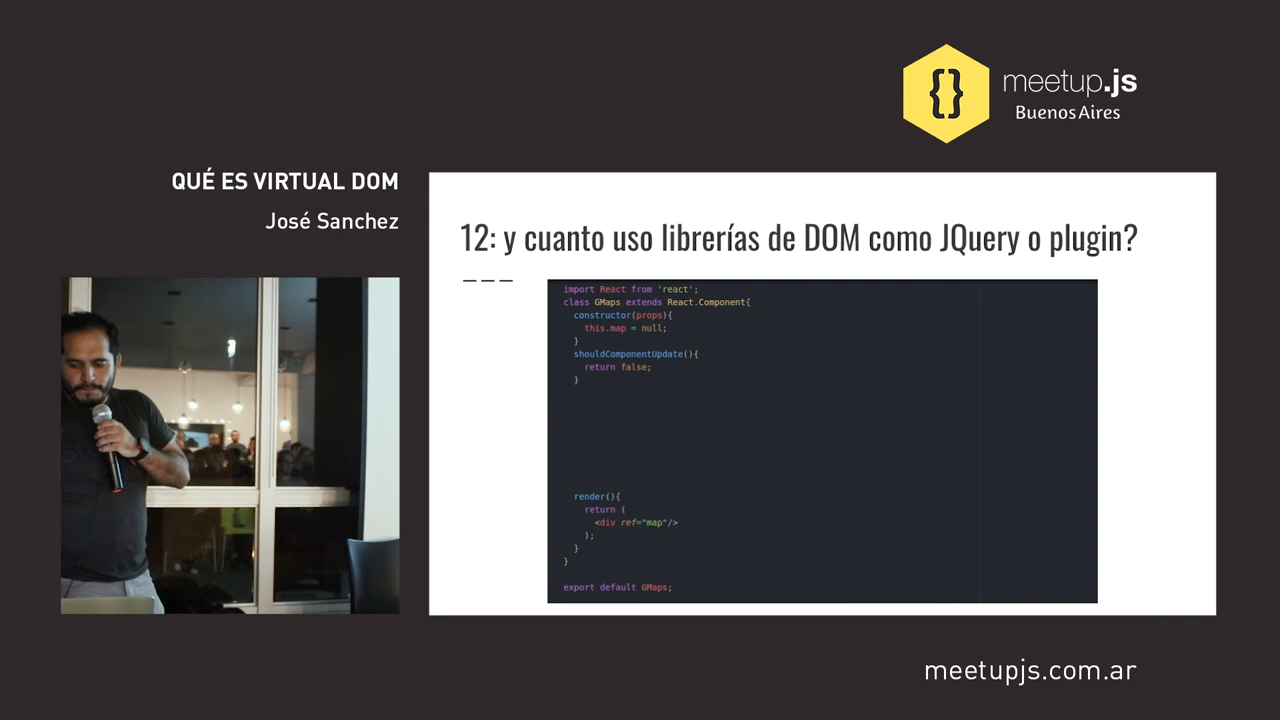 {}
meetup.js
Buenos Aires
QUÉ ES VIRTUAL DOM
José Sanchez
12: y cuanto uso librerías de DOM como JQuery o plugin?
import React from 'react';
class GMaps extends React.Component{
constructor(props){
this.map = null;
}
shouldComponentUpdate(){
return false;
}
render(){
return (
<div ref="map"/>
);
}
}
export default GMaps;
meetupjs.com.ar